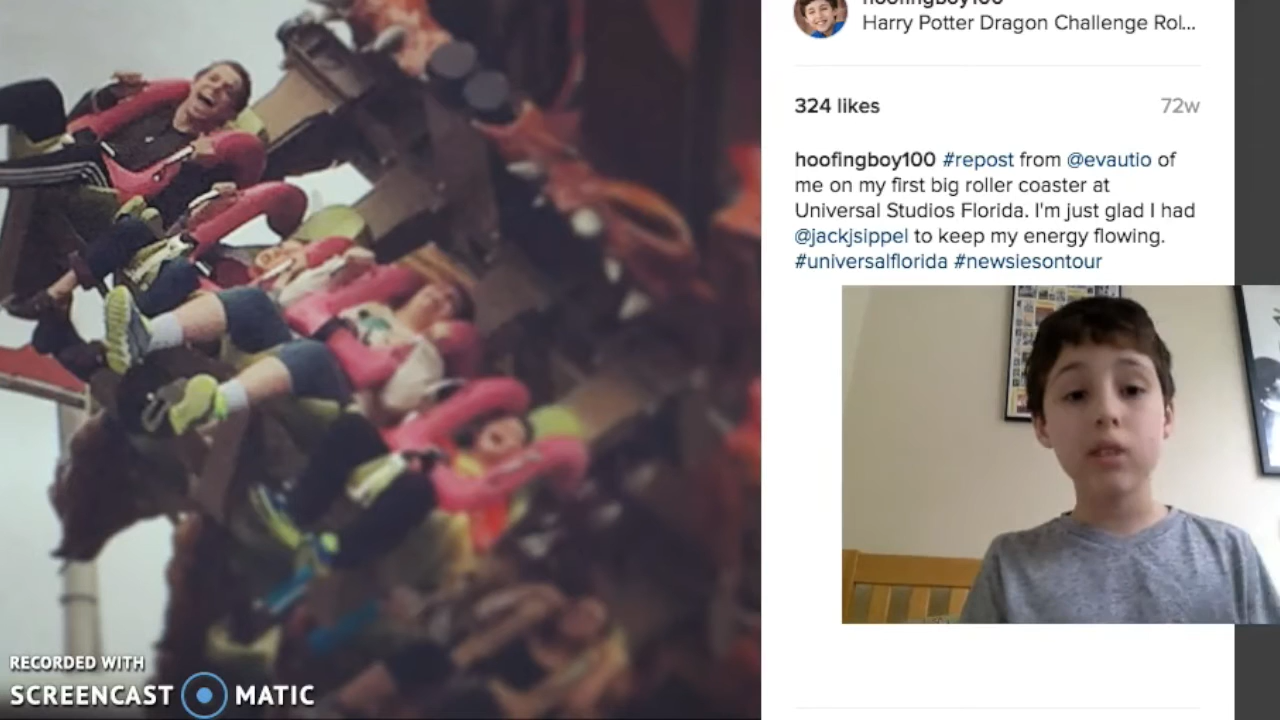 hoofingboy100
Harry Potter Dragon Challenge Rol...
324 likes 72w
hoofingboy100 #repost from @evautio of
me on my first big roller coaster at
Universal Studios Florida. I'm just glad I had
@jackjsippel to keep my energy flowing.
#universalflorida #newsiesontour
RECORDED WITH
SCREENCAST MATIC